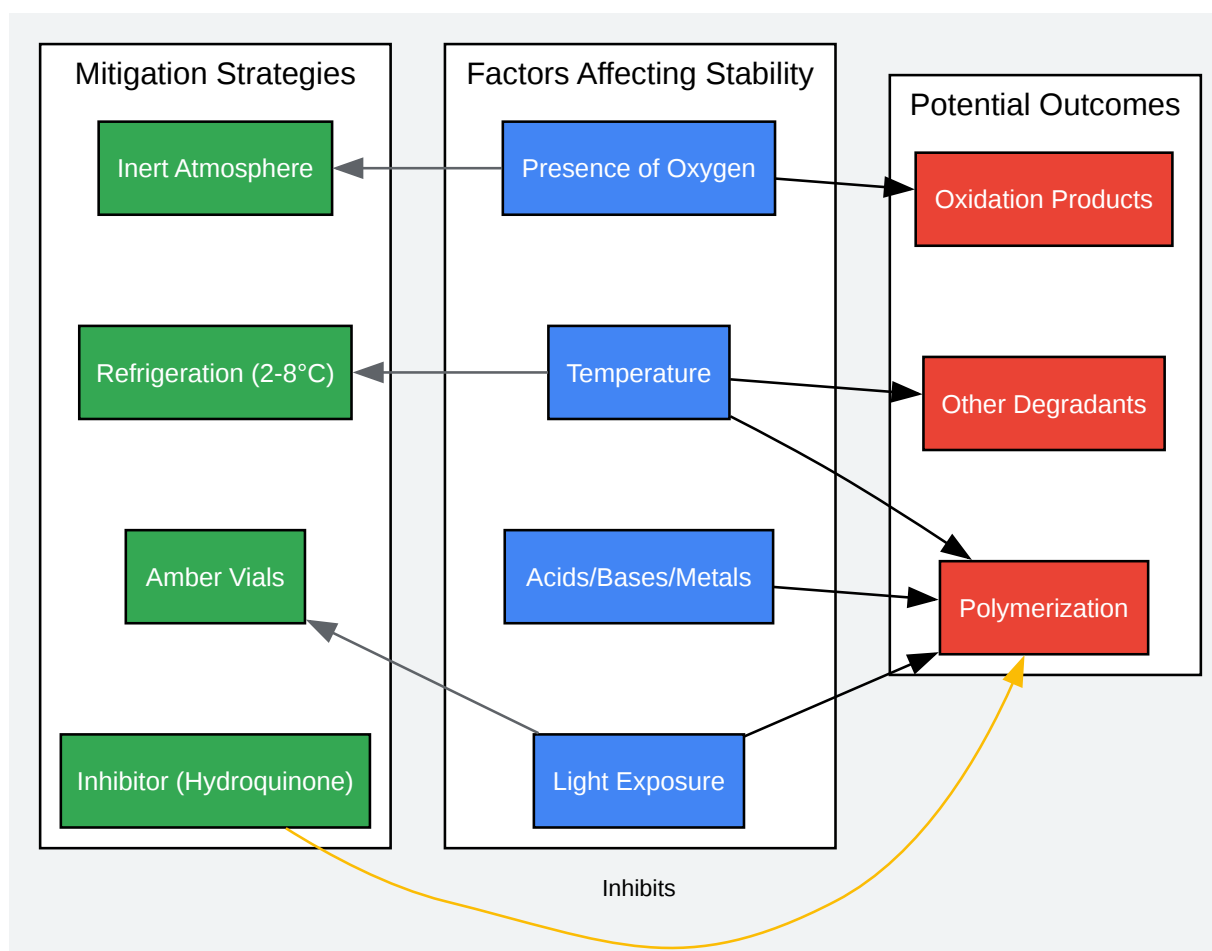 Mitigation Strategies
Inert Atmosphere
Refrigeration (2-8°C)
Amber Vials
Inhibitor (Hydroquinone)
Factors Affecting Stability
Presence of Oxygen
Temperature
Acids/Bases/Metals
Light Exposure
Potential Outcomes
Oxidation Products
Other Degradants
Polymerization
Inhibits